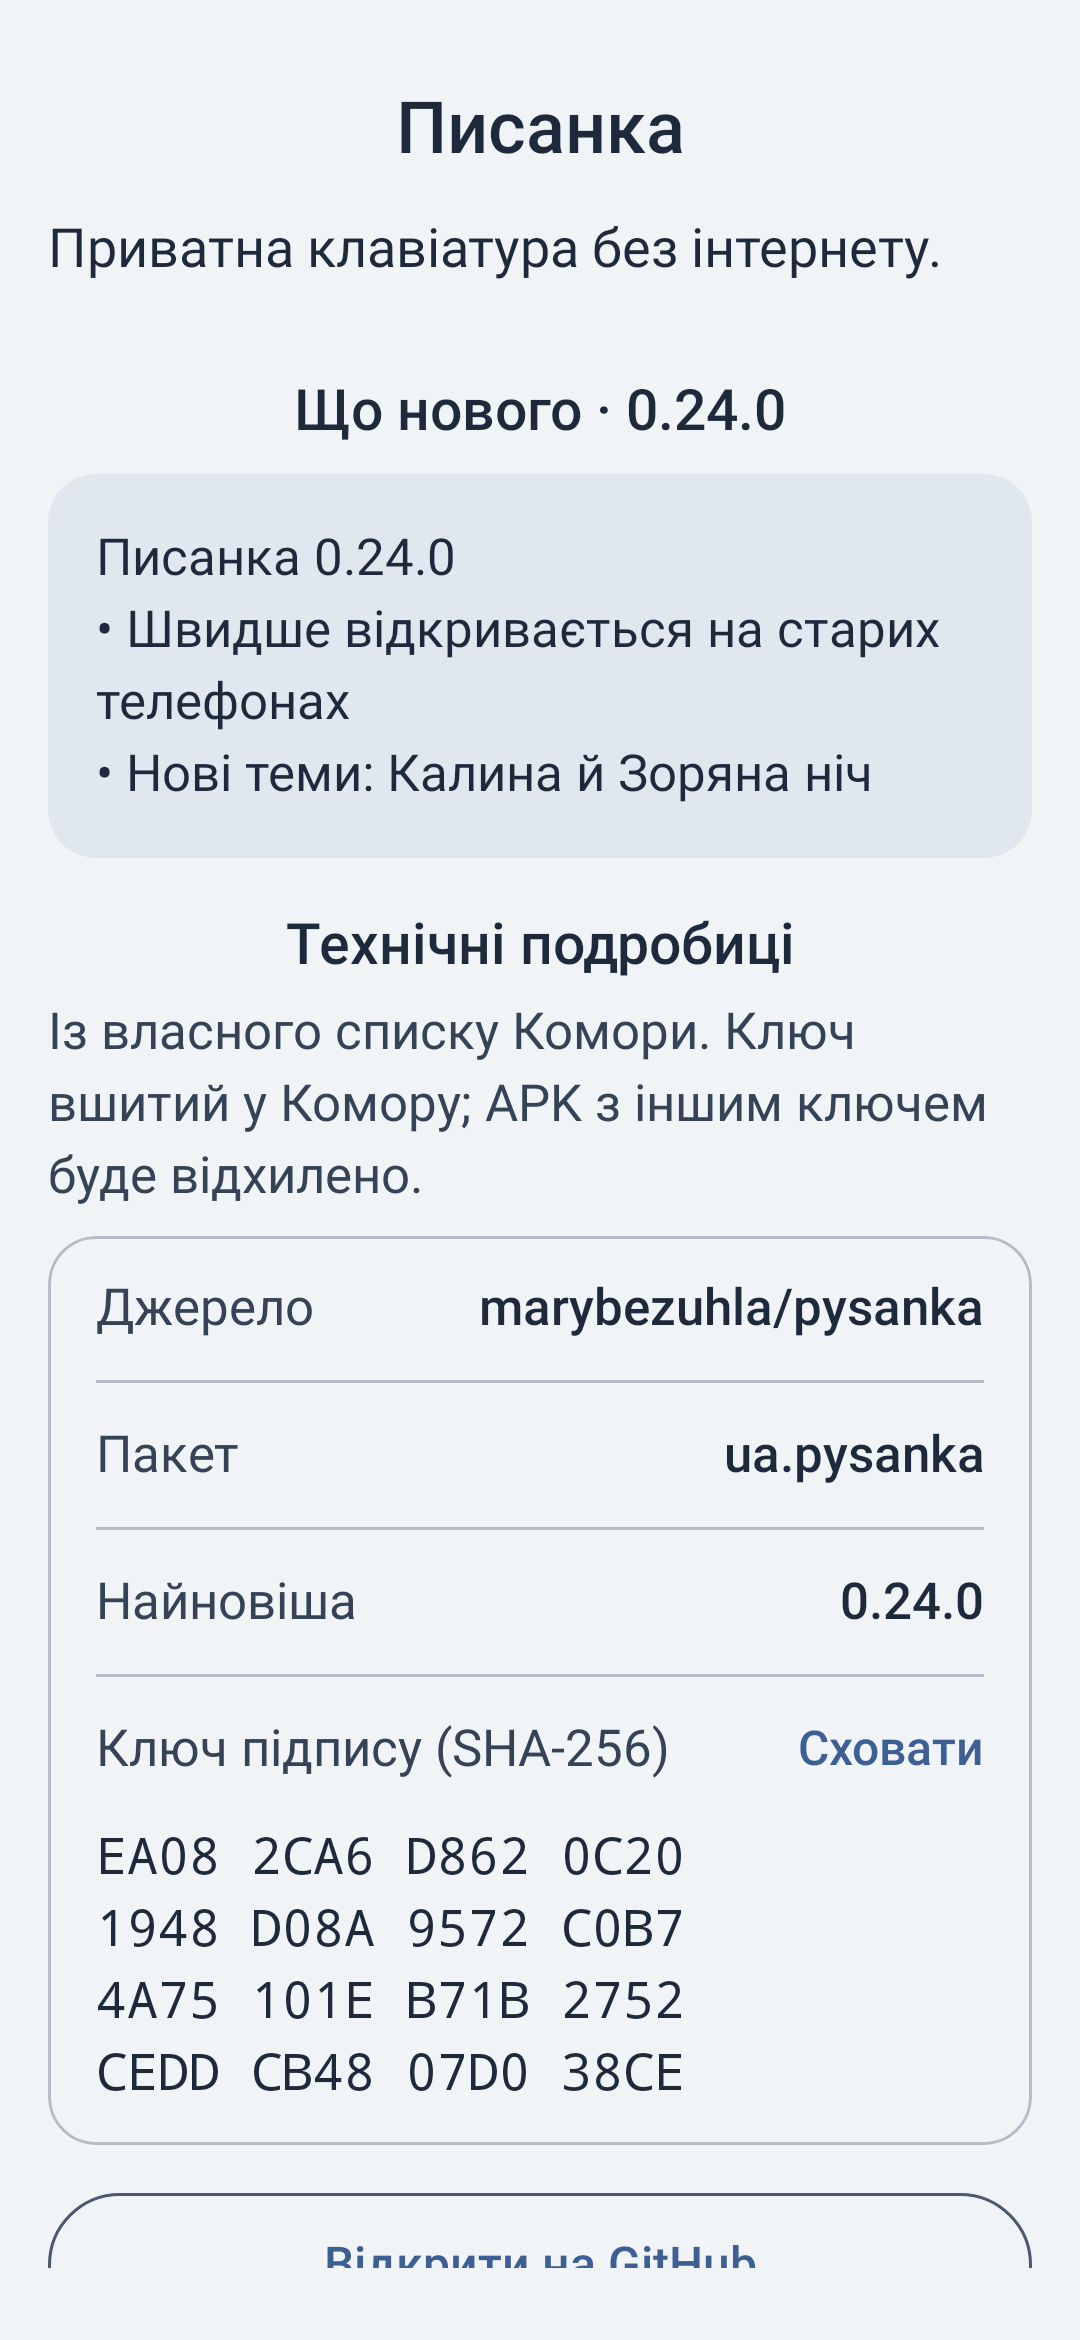 Писанка
Приватна клавіатура без інтернету.
Що нового · 0.24.0
Писанка 0.24.0
• Швидше відкривається на старих
телефонах
• Нові теми: Калина й Зоряна ніч
Технічні подробиці
Із власного списку Комори. Ключ
вшитий у Комору; APK з іншим ключем
буде відхилено.
Джерело marybezuhla/pysanka
Пакет ua.pysanka
Найновіша 0.24.0
Ключ підпису (SHA-256) Сховати
EA08 2CA6 D862 0C20
1948 D08A 9572 C0B7
4A75 101E B71B 2752
CEDD CB48 07D0 38CE
Відкрити на GitHub